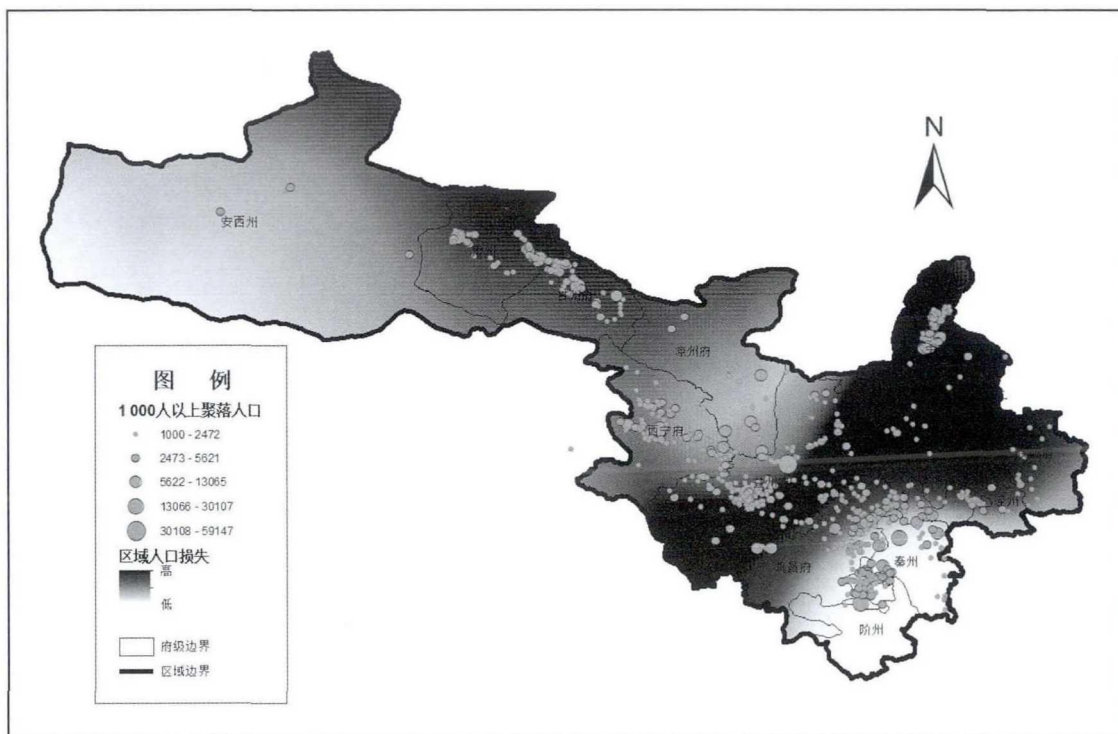 N
安西州
凉州府
西宁府
巩昌府
秦州
阶州
图 例
1 000人以上聚落人口
1000 - 2472
2473 - 5621
5622 - 13065
13066 - 30107
30108 - 59147
区域人口损失
高
低
府级边界
区域边界